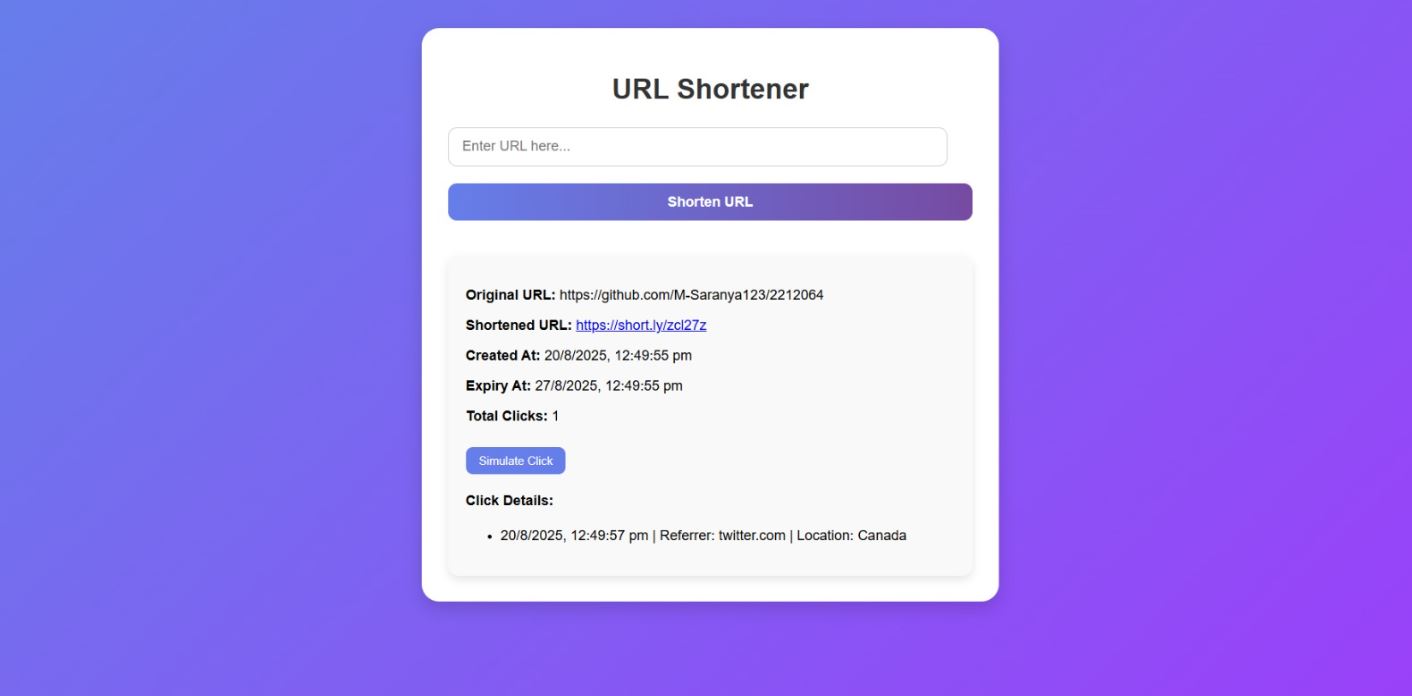 URL Shortener
Enter URL here...
Shorten URL
Original URL: https://github.com/M-Saranya123/2212064
Shortened URL: https://short.ly/zcl27z
Created At: 20/8/2025, 12:49:55 pm
Expiry At: 27/8/2025, 12:49:55 pm
Total Clicks: 1
Simulate Click
Click Details:
• 20/8/2025, 12:49:57 pm | Referrer: twitter.com | Location: Canada